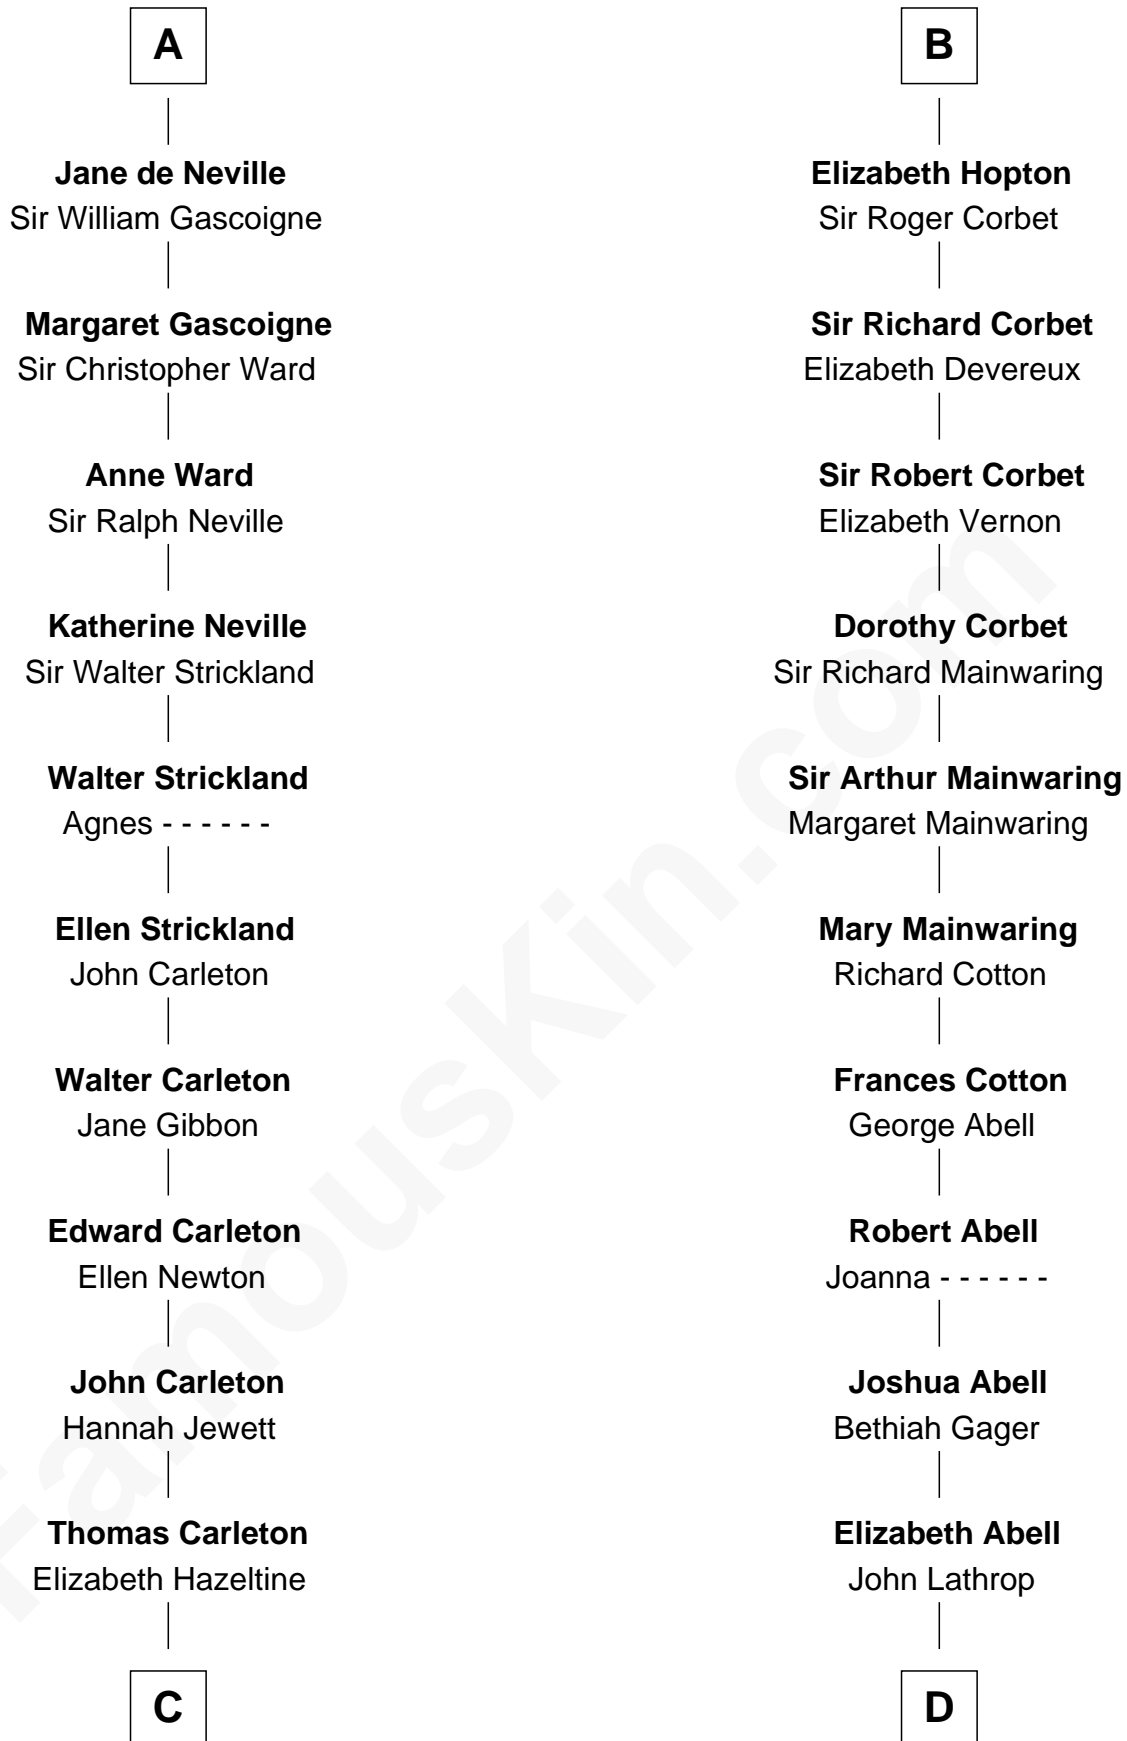 A
Jane de Neville
Sir William Gascoigne
Margaret Gascoigne
Sir Christopher Ward
Anne Ward
Sir Ralph Neville
Katherine Neville
Sir Walter Strickland
Walter Strickland
Agnes - - - - - -
Ellen Strickland
John Carleton
Walter Carleton
Jane Gibbon
Edward Carleton
Ellen Newton
John Carleton
Hannah Jewett
Thomas Carleton
Elizabeth Hazeltine
C
B
Elizabeth Hopton
Sir Roger Corbet
Sir Richard Corbet
Elizabeth Devereux
Sir Robert Corbet
Elizabeth Vernon
Dorothy Corbet
Sir Richard Mainwaring
Sir Arthur Mainwaring
Margaret Mainwaring
Mary Mainwaring
Richard Cotton
Frances Cotton
George Abell
Robert Abell
Joanna - - - - - -
Joshua Abell
Bethiah Gager
Elizabeth Abell
John Lathrop
D
FamousKin.com